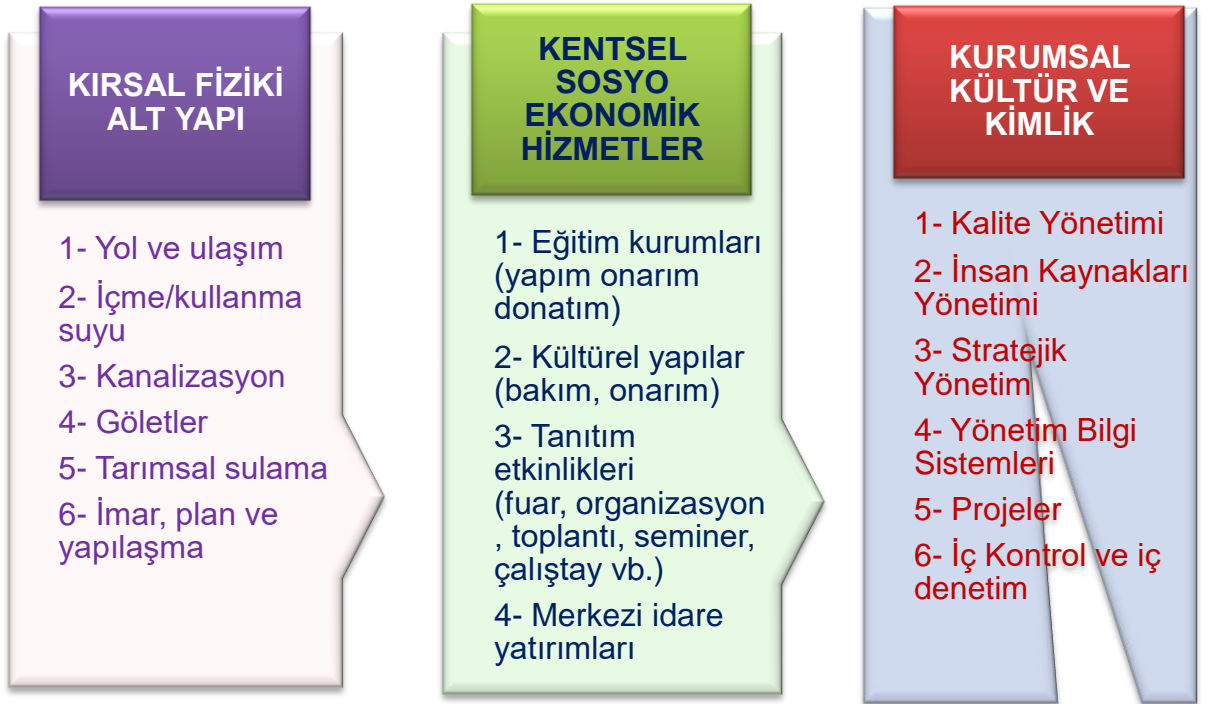 KIRSAL FİZİKİ
ALT YAPI
1- Yol ve ulaşım
2- İçme/kullanma
suyu
3- Kanalizasyon
4- Göletler
5- Tarımsal sulama
6- İmar, plan ve
yapılaşma
KENTSEL
SOSYO
EKONOMİK
HİZMETLER
1- Eğitim kurumları
(yapım onarım
donatım)
2- Kültürel yapılar
(bakım, onarım)
3- Tanıtım
etkinlikleri
(fuar, organizasyon
, toplantı, seminer,
çalıştay vb.)
4- Merkezi idare
yatırımları
KURUMSAL
KÜLTÜR VE
KİMLİK
1- Kalite Yönetimi
2- İnsan Kaynakları
Yönetimi
3- Stratejik
Yönetim
4- Yönetim Bilgi
Sistemleri
5- Projeler
6- İç Kontrol ve iç
denetim